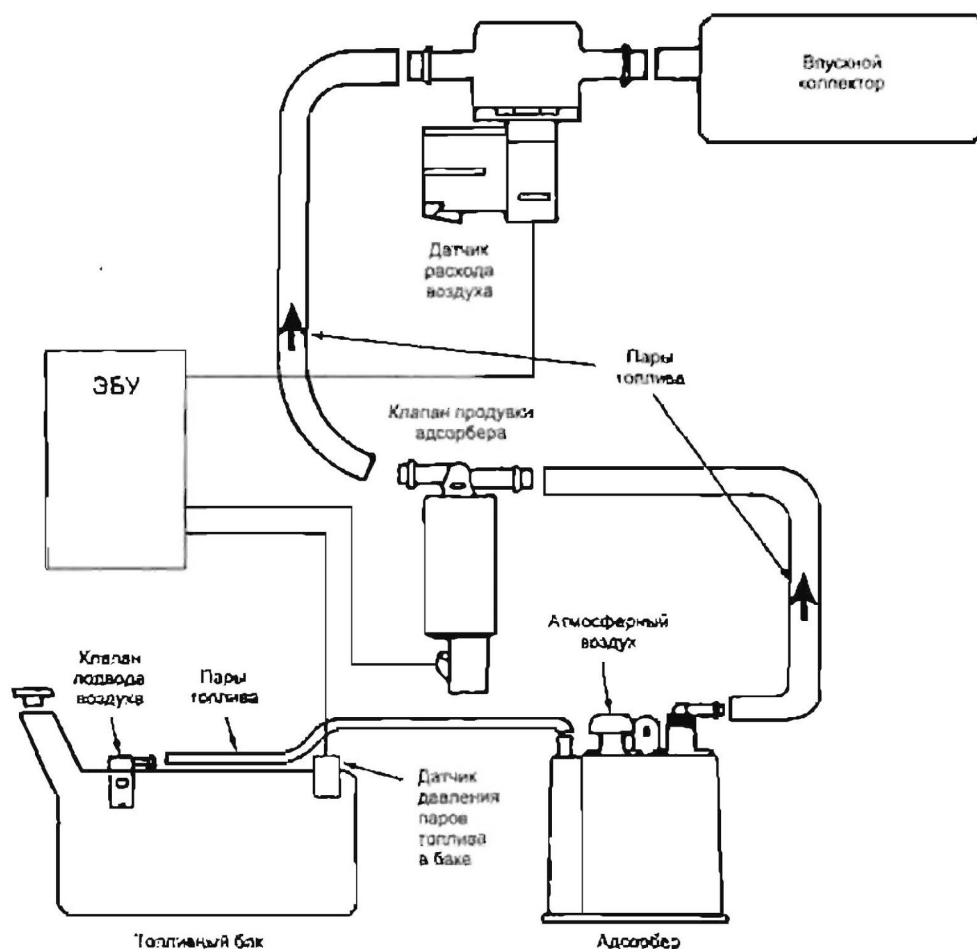 Впускной
коллектор
Датчик
расхода
воздуха
Пары
топлива
ЭБУ
Клапан продувки
адсорбера
Атмосферный
воздух
Клапан
подвода
воздуха
Пары
топлива
Датчик
давления
паров
топлива
в баке
Топливный бак
Адсорбер